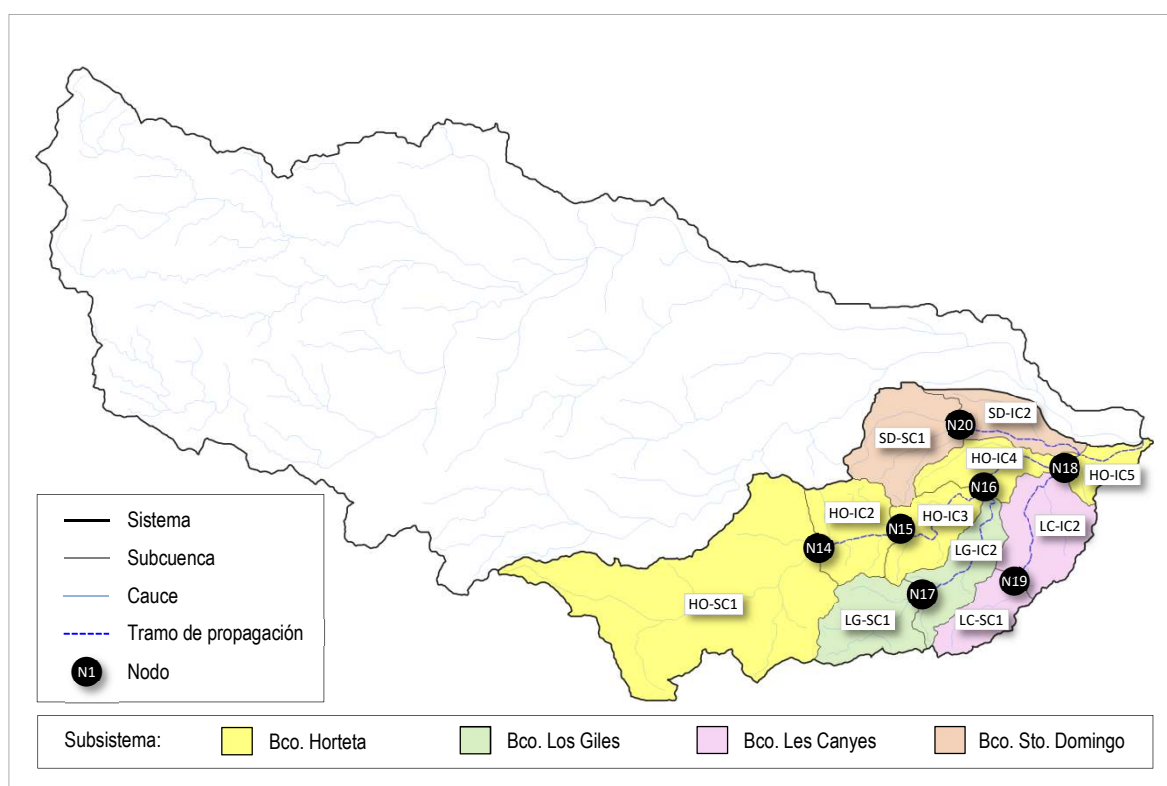 SD-IC2
N20
SD-SC1
HO-IC4
N18
HO-IC5
N16
HO-IC2
HO-IC3
N15
LC-IC2
N14
LG-IC2
N19
N17
HO-SC1
LG-SC1
LC-SC1
Sistema
Subcuenca
Cauce
Tramo de propagación
N1 Nodo
Subsistema: Bco. Horteta Bco. Los Giles Bco. Les Canyes Bco. Sto. Domingo